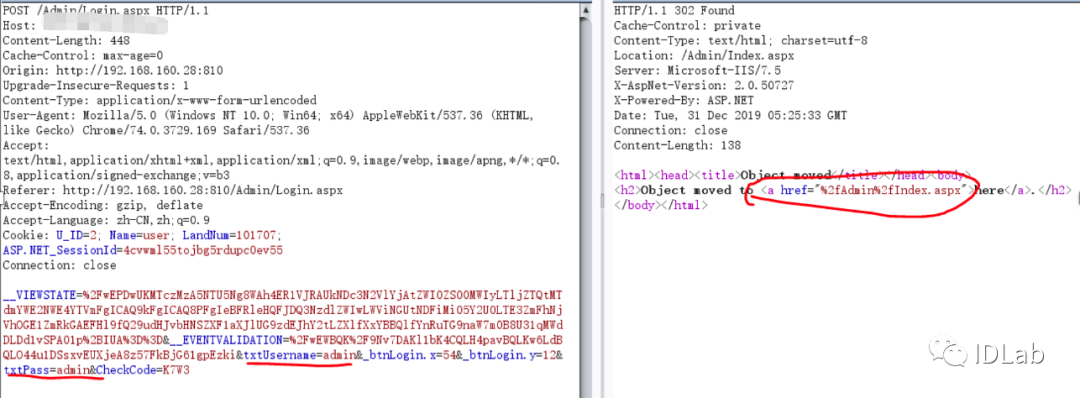 POST /Admin/Login.aspx HTTP/1.1
Host:
Content-Length: 448
Cache-Control: max-age=0
Origin: http://192.168.160.28:810
Upgrade-Insecure-Requests: 1
Content-Type: application/x-www-form-urlencoded
User-Agent: Mozilla/5.0 (Windows NT 10.0; Win64; x64) AppleWebKit/537.36 (KHTML,
like Gecko) Chrome/74.0.3729.169 Safari/537.36
Accept:
text/html,application/xhtml+xml,application/xml;q=0.9,image/webp,image/apng,*/*;q=0.
8,application/signed-exchange;v=b3
Referer: http://192.168.160.28:810/Admin/Login.aspx
Accept-Encoding: gzip, deflate
Accept-Language: zh-CN,zh;q=0.9
Cookie: U_ID=2; Name=user; LandNum=101707;
ASP.NET_SessionId=4cvwml55tojbg5rdupc0ev55
Connection: close
&txtUsername=admin&_btnLogin.x=54&_btnLogin.y=12&
txtPass=admin&CheckCode=K7W3
HTTP/1.1 302 Found
Cache-Control: private
Content-Type: text/html; charset=utf-8
Location: /Admin/Index.aspx
Server: Microsoft-IIS/7.5
X-AspNet-Version: 2.0.50727
X-Powered-By: ASP.NET
Date: Tue, 31 Dec 2019 05:25:33 GMT
Connection: close
Content-Length: 138
<html><head><title>Object moved</title></head><body>
<h2>Object moved to <a href="%2fAdmin%2fIndex.aspx">here</a>.</h2>
</body></html>
IDLab